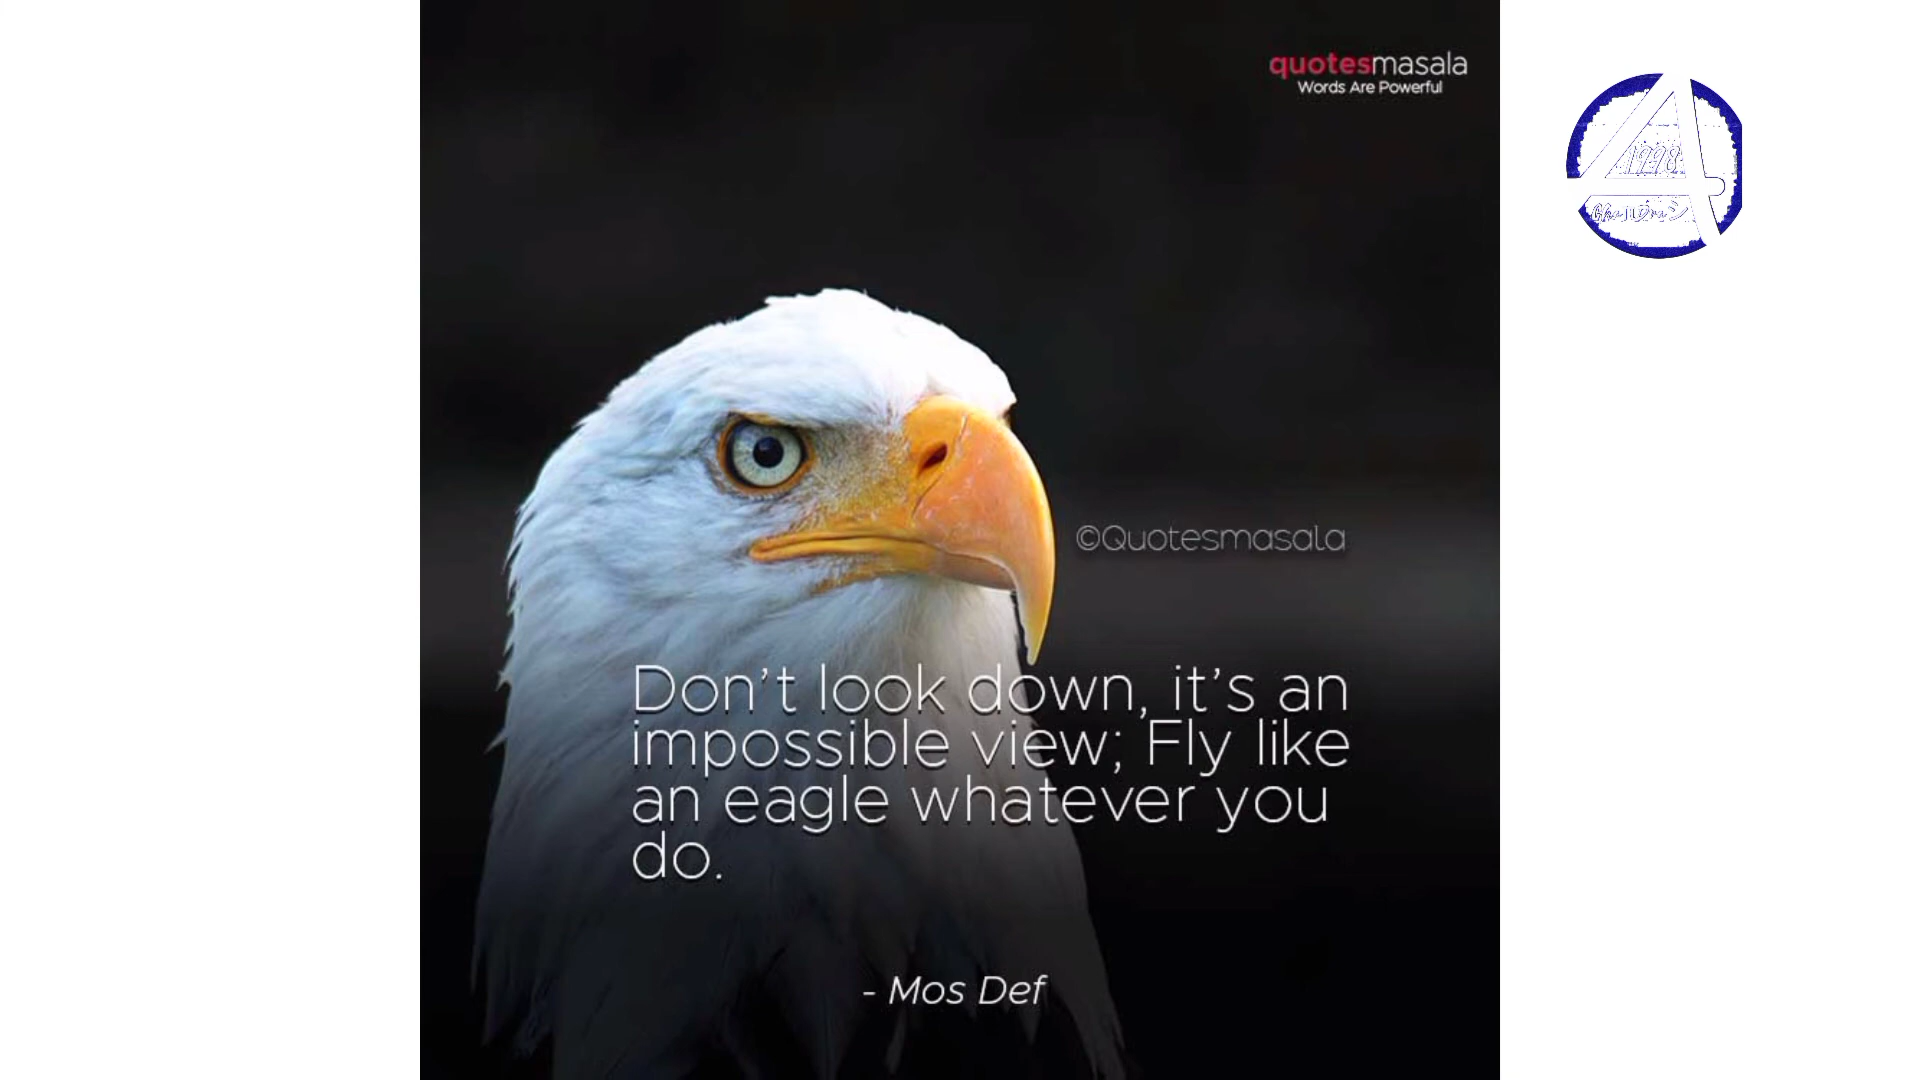 quotesmasala
Words Are Powerful
1998
©Quotesmasala
Don't look down, it's an
impossible view; Fly like
an eagle whatever you
do.
- Mos Def